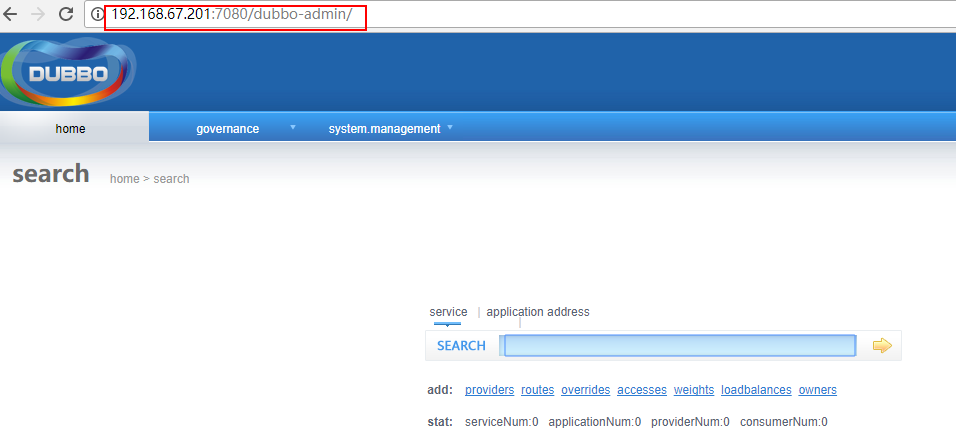 192.168.67.201:7080/dubbo-admin/
DUBBO
home governance system.management
search home > search
service | application address
SEARCH
add: providers routes overrides accesses weights loadbalances owners
stat: serviceNum:0 applicationNum:0 providerNum:0 consumerNum:0